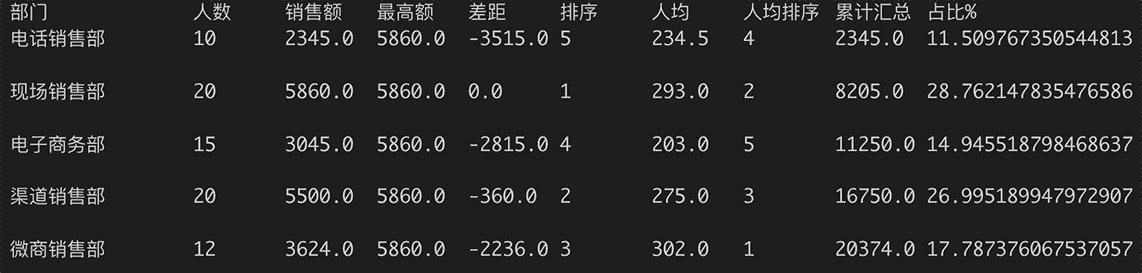 部门 人数 销售额 最高额 差距 排序 人均 人均排序 累计汇总 占比%
电话销售部 10 2345.0 5860.0 -3515.0 5 234.5 4 2345.0 11.509767350544813
现场销售部 20 5860.0 5860.0 0.0 1 293.0 2 8205.0 28.762147835476586
电子商务部 15 3045.0 5860.0 -2815.0 4 203.0 5 11250.0 14.945518798468637
渠道销售部 20 5500.0 5860.0 -360.0 2 275.0 3 16750.0 26.995189947972907
微商销售部 12 3624.0 5860.0 -2236.0 3 302.0 1 20374.0 17.787376067537057